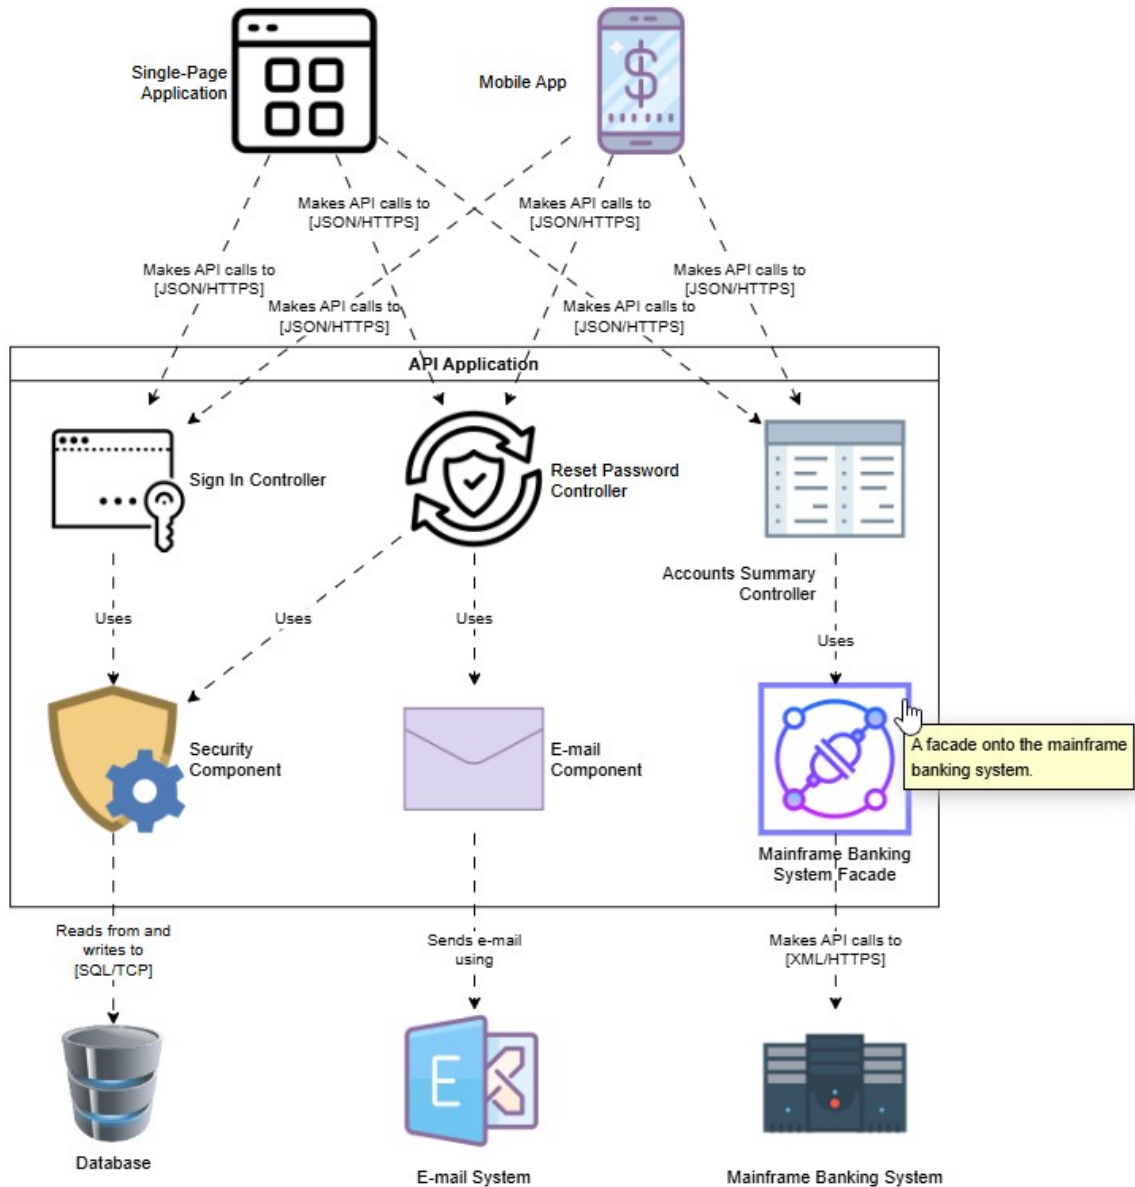 Single-Page
Application
Mobile App
Makes API calls to
[JSON/HTTPS]
Makes API calls to
[JSON/HTTPS]
Makes API calls to
[JSON/HTTPS]
Makes API calls to
[JSON/HTTPS]
Makes API calls to
[JSON/HTTPS]
Makes API calls to
[JSON/HTTPS]
API Application
Sign In Controller
Reset Password
Controller
Accounts Summary
Controller
Uses
Uses
Uses
Uses
Security
Component
E-mail
Component
A facade onto the mainframe
banking system.
Mainframe Banking
System Facade
Reads from and
writes to
[SQL/TCP]
Sends e-mail
using
Makes API calls to
[XML/HTTPS]
E
Database
E-mail System
Mainframe Banking System